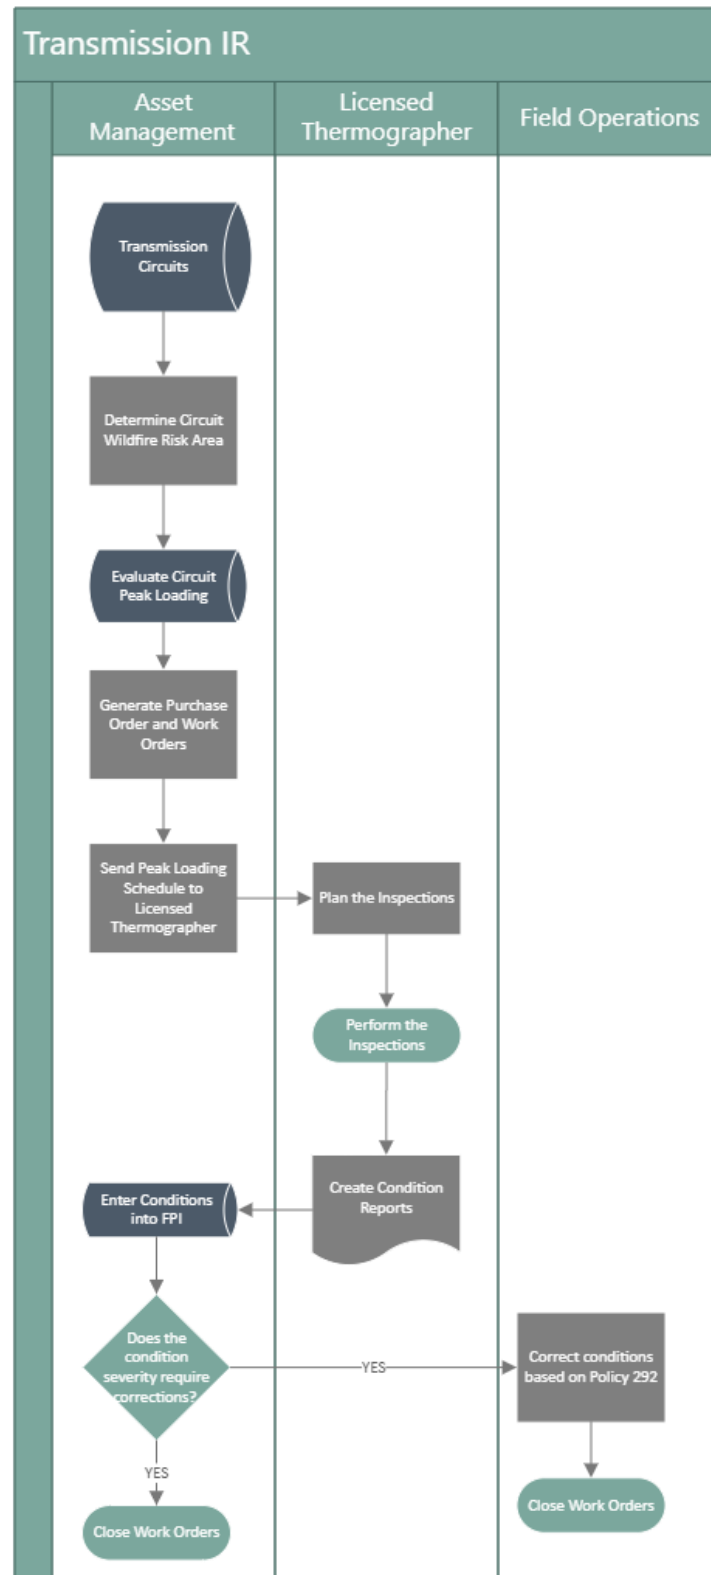 Transmission IR
Asset
Management
Licensed
Thermographer
Field Operations
Transmission
Circuits
Determine Circuit
Wildfire Risk Area
Evaluate Circuit
Peak Loading
Generate Purchase
Order and Work
Orders
Send Peak Loading
Schedule to
Licensed
Thermographer
Plan the Inspections
Perform the
Inspections
Create Condition
Reports
Enter Conditions
into FPI
Does the
condition
severity require
corrections?
YES
Correct conditions
based on Policy 292
YES
Close Work Orders
Close Work Orders